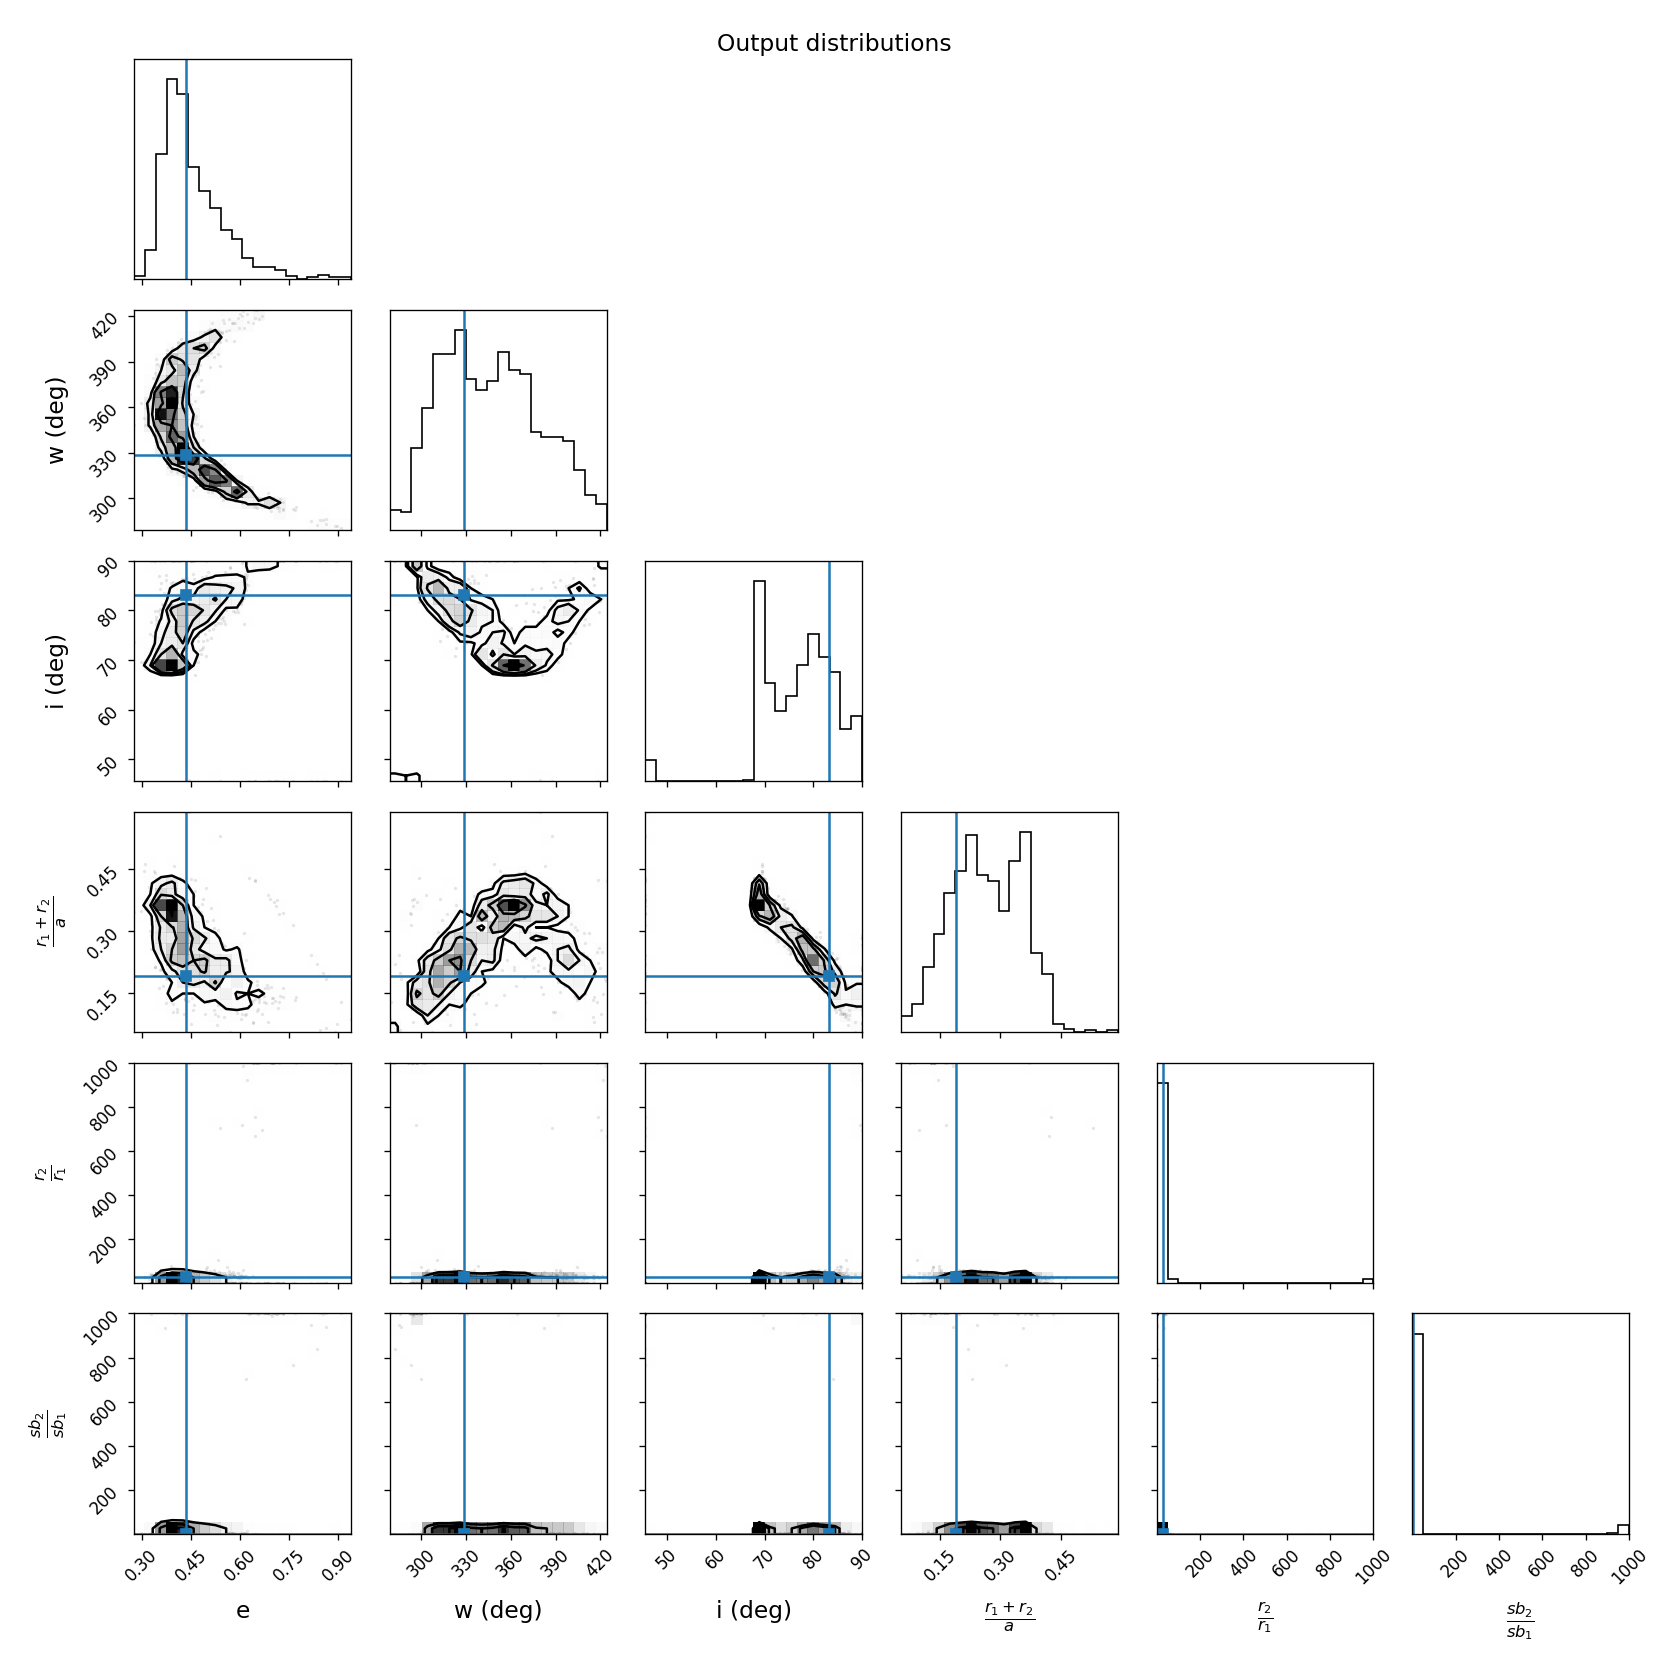 Output distributions
w (deg)
420
390
360
330
300
i (deg)
90
80
70
60
50
r₁ + r₂
a
0.45
0.30
0.15
r₂
r₁
1000
800
600
400
200
sb₂
sb₁
1000
800
600
400
200
0.30 0.45 0.60 0.75 0.90
300 330 360 390 420
50 60 70 80 90
0.15 0.30 0.45
200 400 600 800 1000
200 400 600 800 1000
e
w (deg)
i (deg)
r₁ + r₂
a
r₂
r₁
sb₂
sb₁